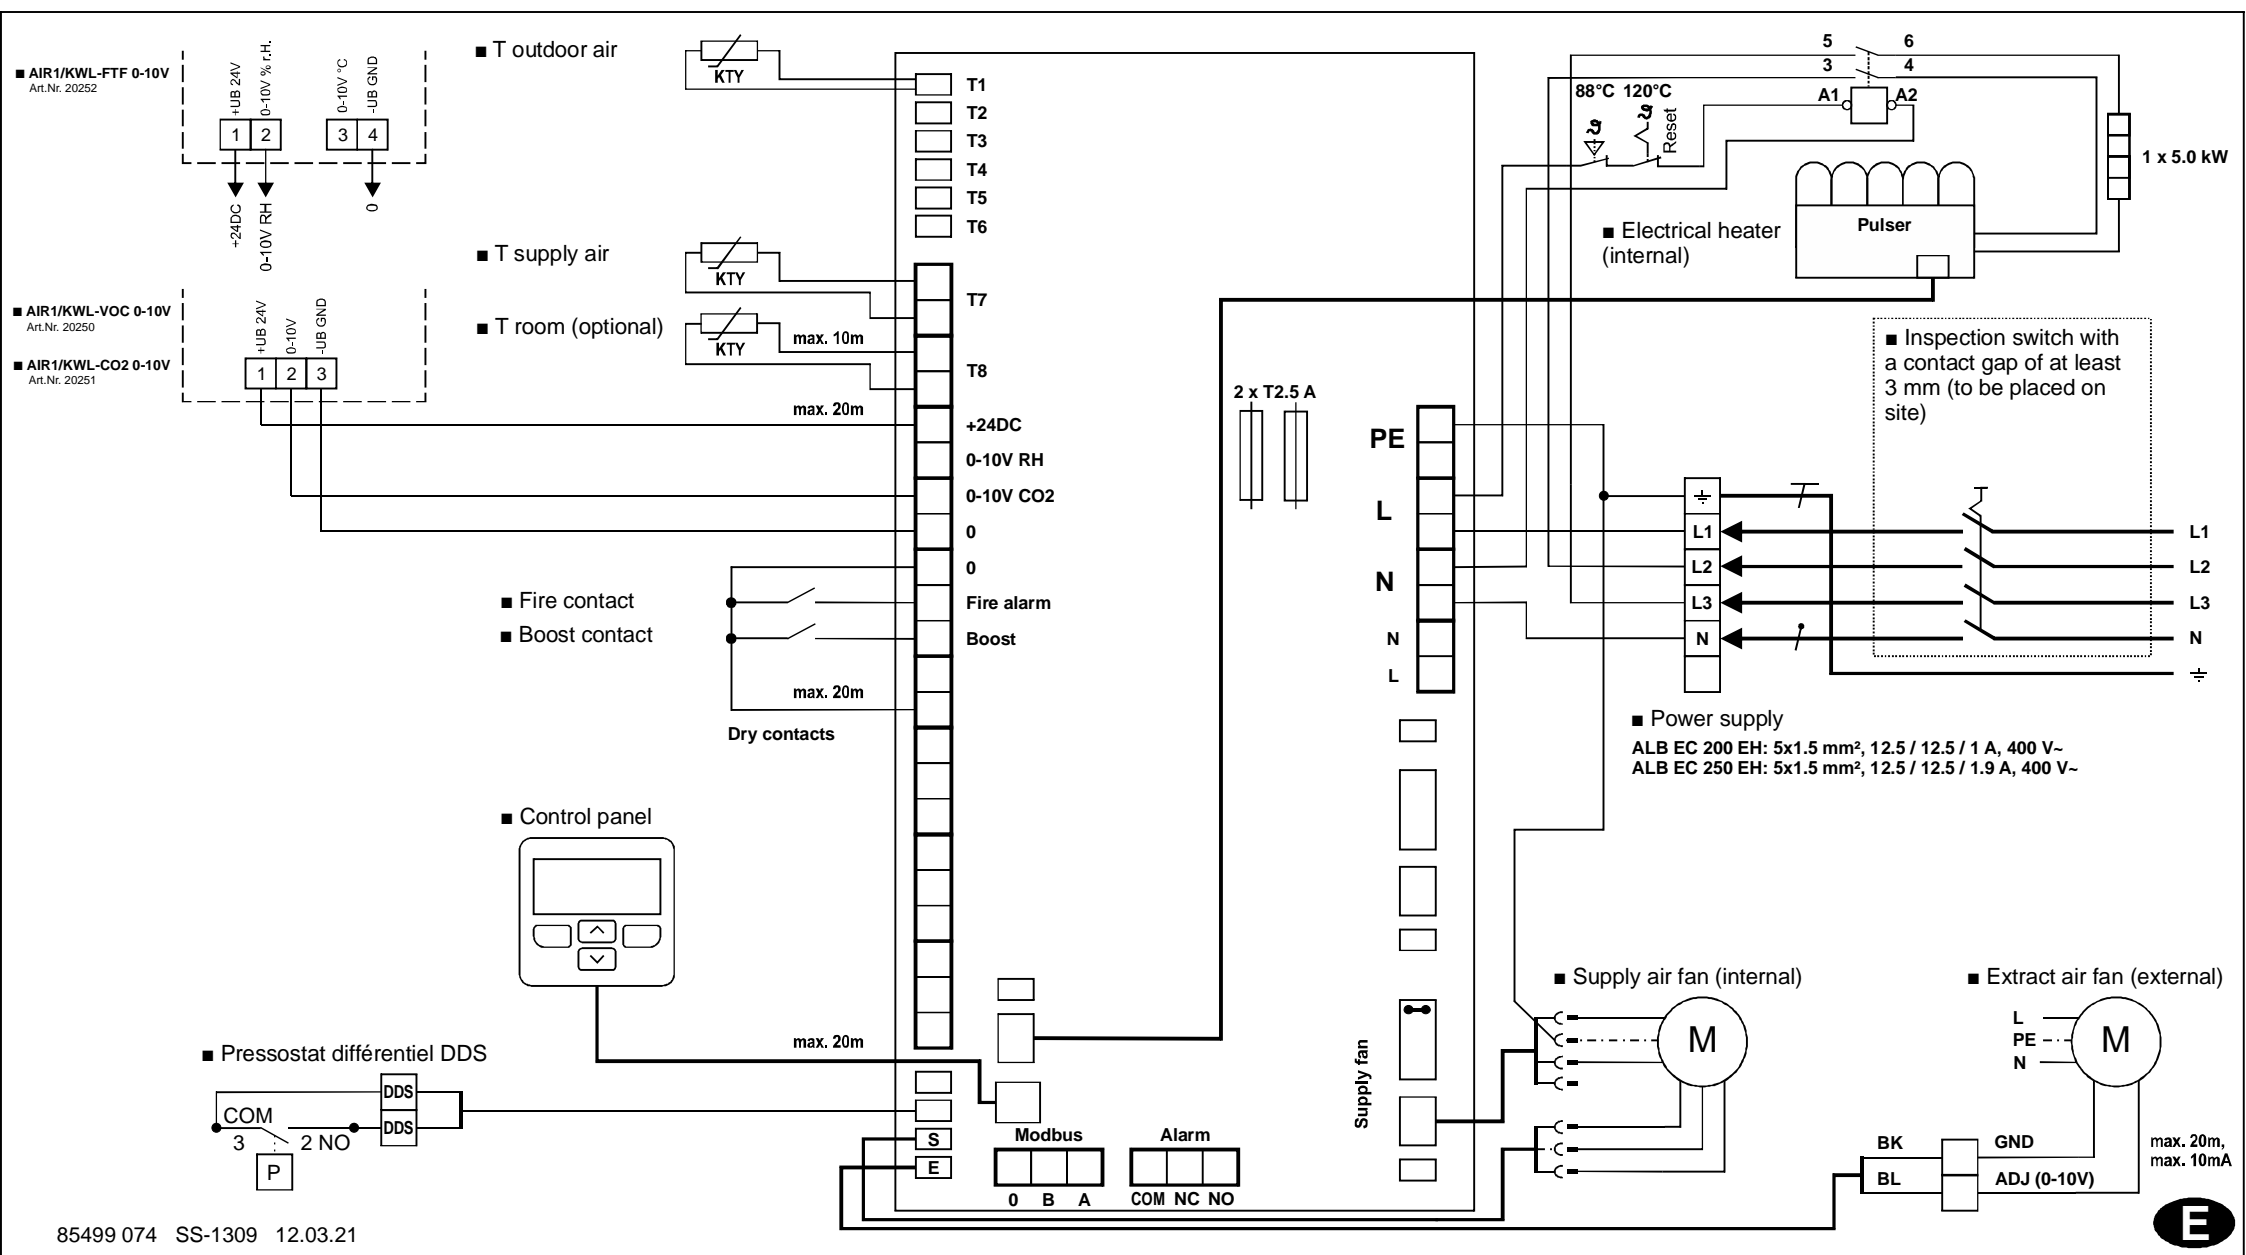 ■ AIR1/KWL-FTF 0-10V
Art.Nr. 20252
+UB 24V
0-10V % r.H.
0-10V °C
-UB GND
1 2 3 4
+24DC
0-10V RH
0
■ AIR1/KWL-VOC 0-10V
Art.Nr. 20250
■ AIR1/KWL-CO2 0-10V
Art.Nr. 20251
+UB 24V
0-10V
-UB GND
1 2 3
■ T outdoor air
KTY
■ T supply air
KTY
■ T room (optional)
KTY
max. 10m
max. 20m
T1
T2
T3
T4
T5
T6
T7
T8
+24DC
0-10V RH
0-10V CO2
0
0
Fire alarm
Boost
■ Fire contact
■ Boost contact
max. 20m
Dry contacts
■ Control panel
max. 20m
■ Pressostat différentiel DDS
DDS
DDS
COM
3
2 NO
P
S
E
Modbus
0 B A
Alarm
COM NC NO
2 x T2.5 A
PE
L
N
N
L
Supply fan
5 6
3 4
A1 A2
88°C 120°C
Reset
1 x 5.0 kW
■ Electrical heater
(internal)
Pulser
■ Inspection switch with
a contact gap of at least
3 mm (to be placed on
site)
L1
L2
L3
N
L1
L2
L3
N
■ Power supply
ALB EC 200 EH: 5x1.5 mm², 12.5 / 12.5 / 1 A, 400 V~
ALB EC 250 EH: 5x1.5 mm², 12.5 / 12.5 / 1.9 A, 400 V~
■ Supply air fan (internal)
M
■ Extract air fan (external)
L
PE
N
M
BK
BL
GND
ADJ (0-10V)
max. 20m,
max. 10mA
E
85499 074 SS-1309 12.03.21